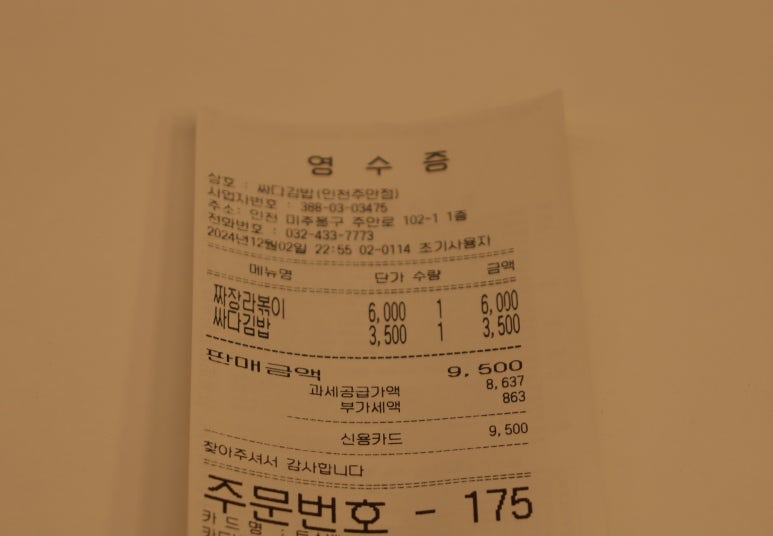 영 수 증
상호 : 싸다김밥(인천주안점)
사업자번호 : 388-03-03475
주소: 인천 미추홀구 주안로 102-1 1층
전화번호 : 032-433-7773
2024년12월02일 22:55 02-0114 초기사용자
메뉴명 단가 수량 금액
짜장라볶이 6,000 1 6,000
싸다김밥 3,500 1 3,500
판매금액 9,500
과세공급가액 8,637
부가세액 863
신용카드 9,500
찾아주셔서 감사합니다
주문번호 - 175
카 드 명 :